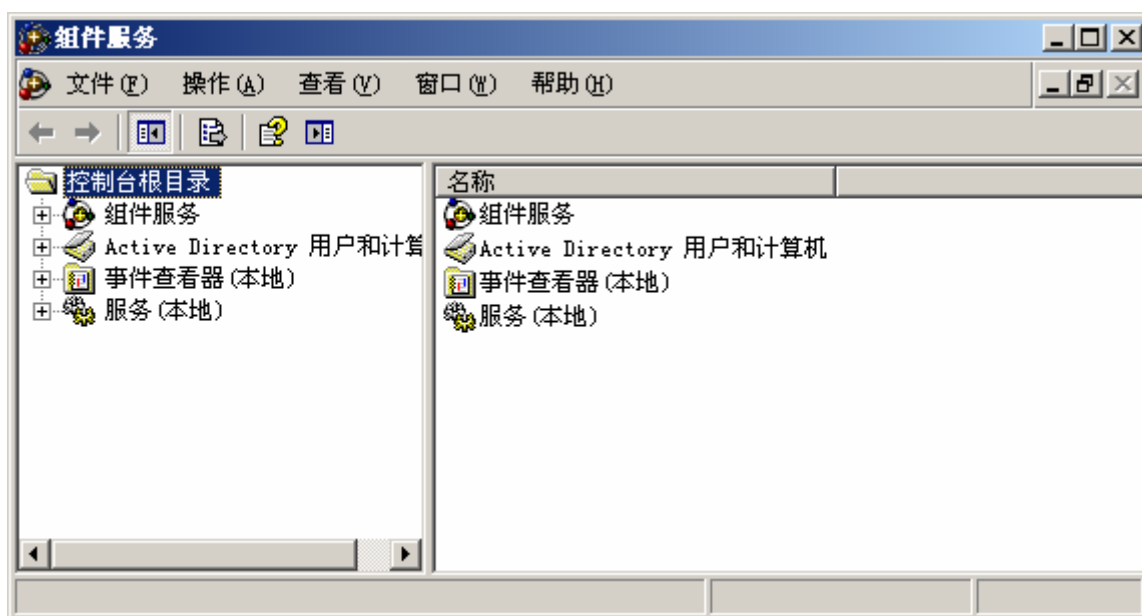 组件服务
文件(F) 操作(A) 查看(V) 窗口(W) 帮助(H)
控制台根目录
组件服务
Active Directory 用户和计算
事件查看器(本地)
服务(本地)
名称
组件服务
Active Directory 用户和计算机
事件查看器(本地)
服务(本地)